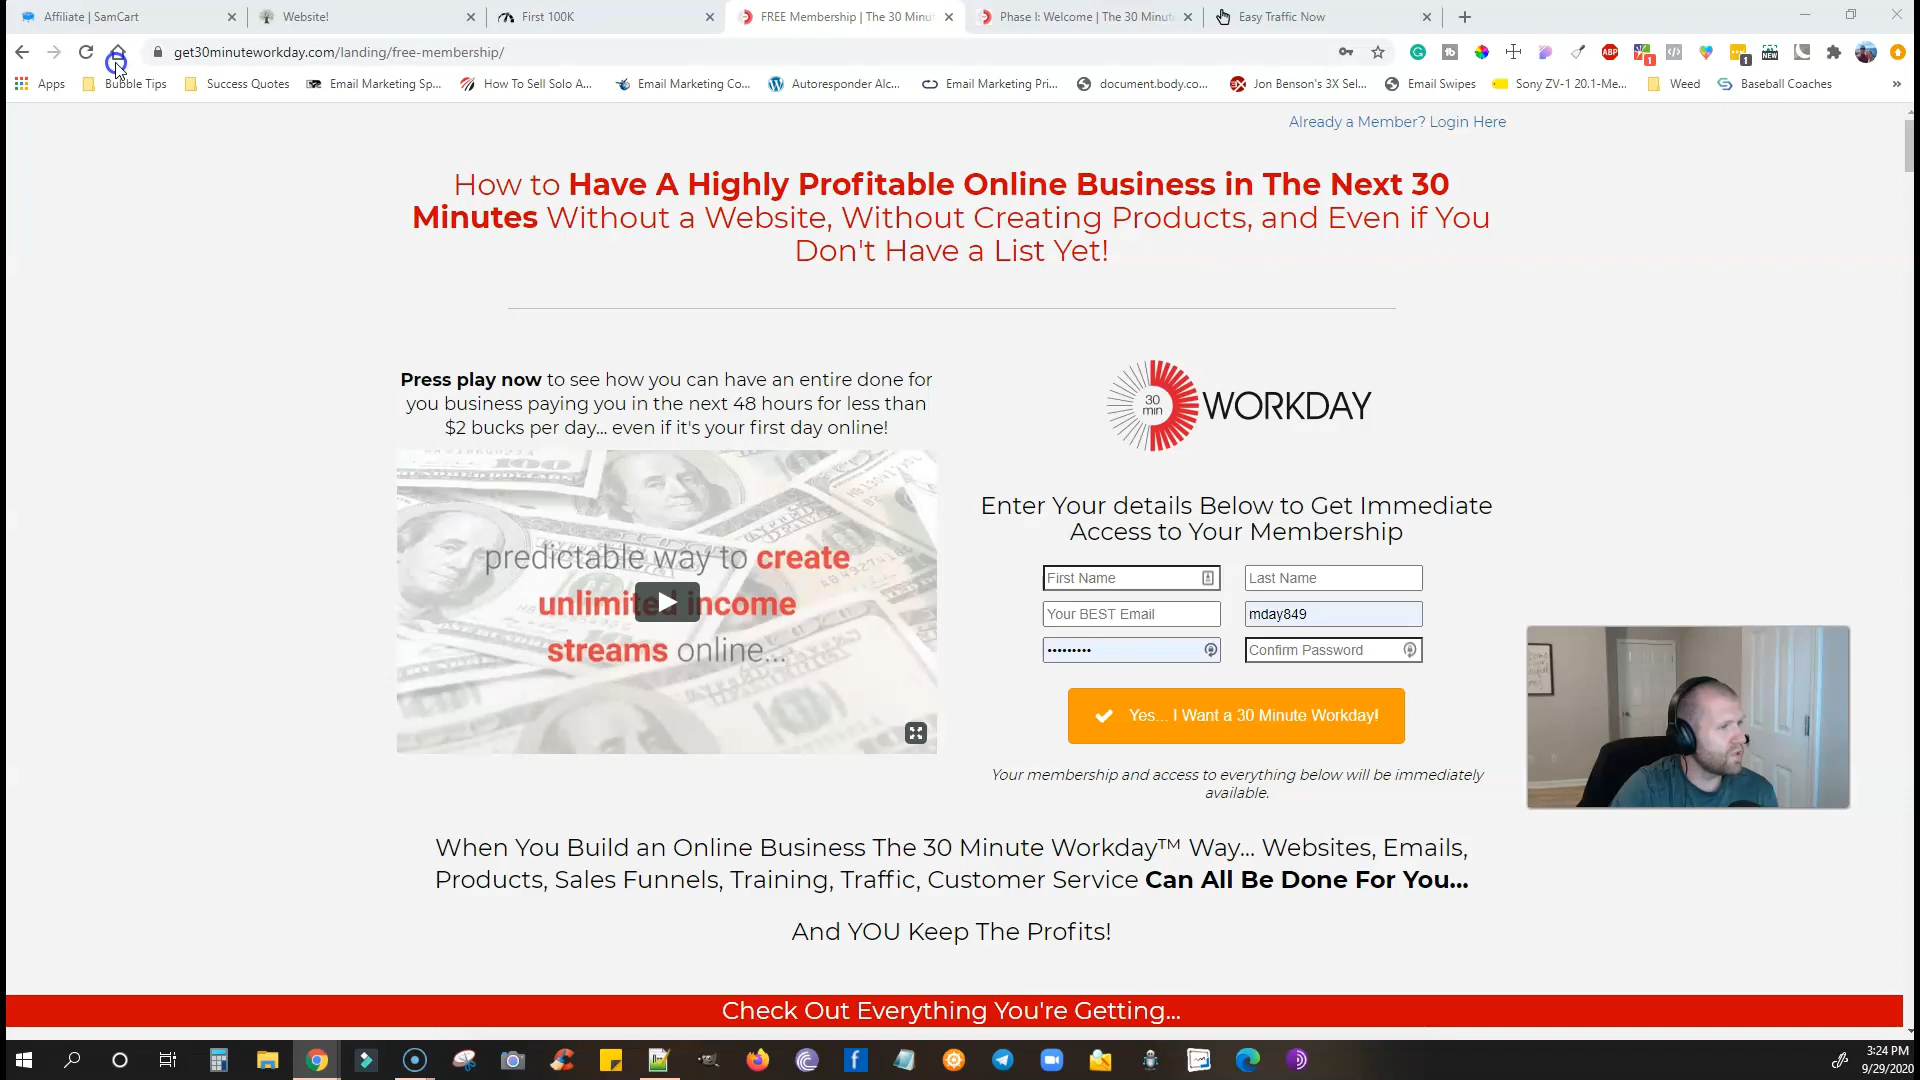 Affiliate | SamCart
Website!
First 100K
FREE Membership | The 30 Minu
Phase I: Welcome | The 30 Minut
Easy Traffic Now
get30minuteworkday.com/landing/free-membership/
Apps
Bubble Tips
Success Quotes
Email Marketing Sp...
How To Sell Solo A...
Email Marketing Co...
Autoresponder Alc...
Email Marketing Pri...
document.body.co...
Jon Benson's 3X Sel...
Email Swipes
Sony ZV-1 20.1-Me...
Weed
Baseball Coaches
Already a Member? Login Here
How to Have A Highly Profitable Online Business in The Next 30
Minutes Without a Website, Without Creating Products, and Even if You
Don't Have a List Yet!
Press play now to see how you can have an entire done for
you business paying you in the next 48 hours for less than
$2 bucks per day... even if it's your first day online!
predictable way to create
unlimited income
streams online...
30
min
WORKDAY
Enter Your details Below to Get Immediate
Access to Your Membership
First Name
Last Name
Your BEST Email
mday849
•••••••••
Confirm Password
Yes... I Want a 30 Minute Workday!
Your membership and access to everything below will be immediately
available.
When You Build an Online Business The 30 Minute Workday™ Way... Websites, Emails,
Products, Sales Funnels, Training, Traffic, Customer Service Can All Be Done For You...
And YOU Keep The Profits!
Check Out Everything You're Getting...
3:24 PM
9/29/2020